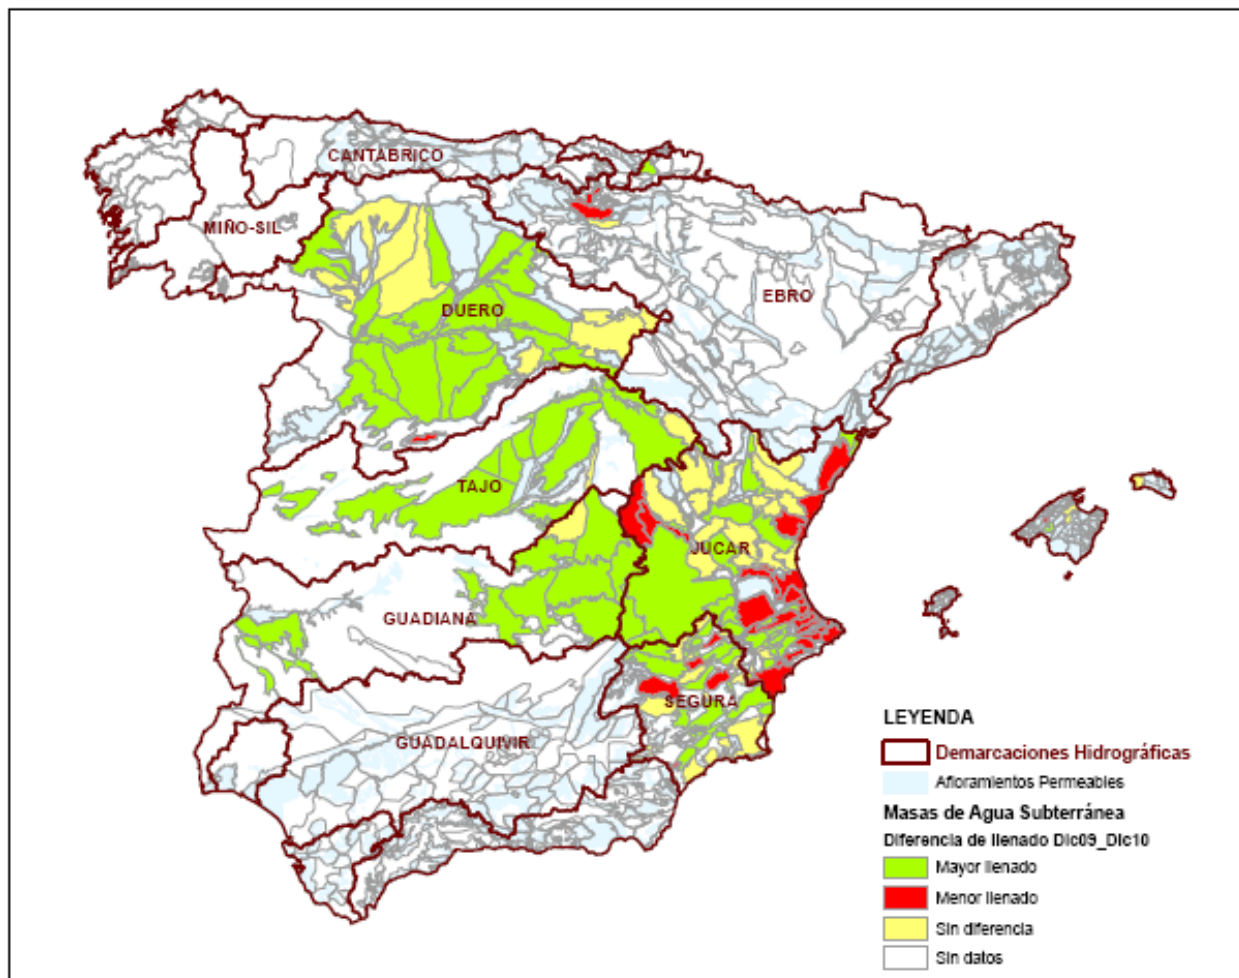 CANTABRICO
MIÑO-SIL
EBRO
DUERO
TAJO
JUCAR
GUADIANA
SEGURA
GUADALQUIVIR
LEYENDA
Demarcaciones Hidrográficas
Afloramientos Permeables
Masas de Agua Subterránea
Diferencia de llenado Dic09_Dic10
Mayor llenado
Menor llenado
Sin diferencia
Sin datos